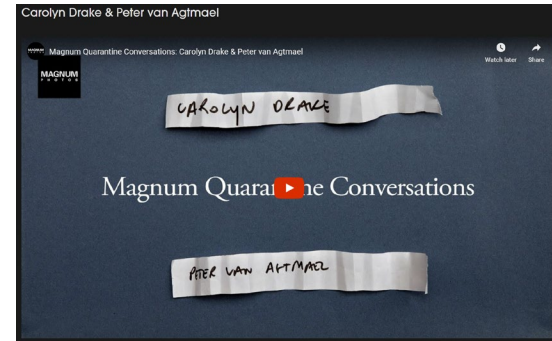 Carolyn Drake & Peter van Agtmael
MAGNUM Magnum Quarantine Conversations: Carolyn Drake & Peter van Agtmael
Watch later
Share
MAGNUM
PHOTOS
CAROLYN DRAKE
Magnum Quarantine Conversations
PETER VAN AGTMAEL